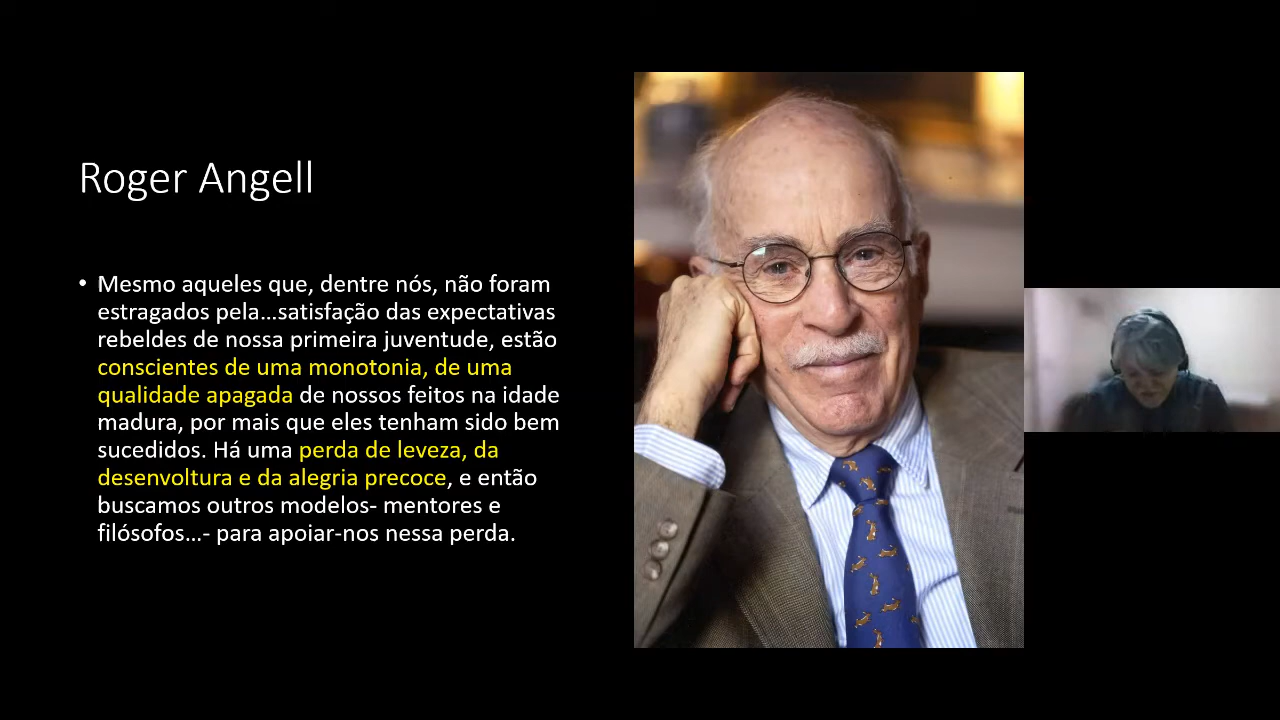 Roger Angell
• Mesmo aqueles que, dentre nós, não foram
estragados pela...satisfação das expectativas
rebeldes de nossa primeira juventude, estão
conscientes de uma monotonia, de uma
qualidade apagada de nossos feitos na idade
madura, por mais que eles tenham sido bem
sucedidos. Há uma perda de leveza, da
desenvoltura e da alegria precoce, e então
buscamos outros modelos- mentores e
filósofos...- para apoiar-nos nessa perda.